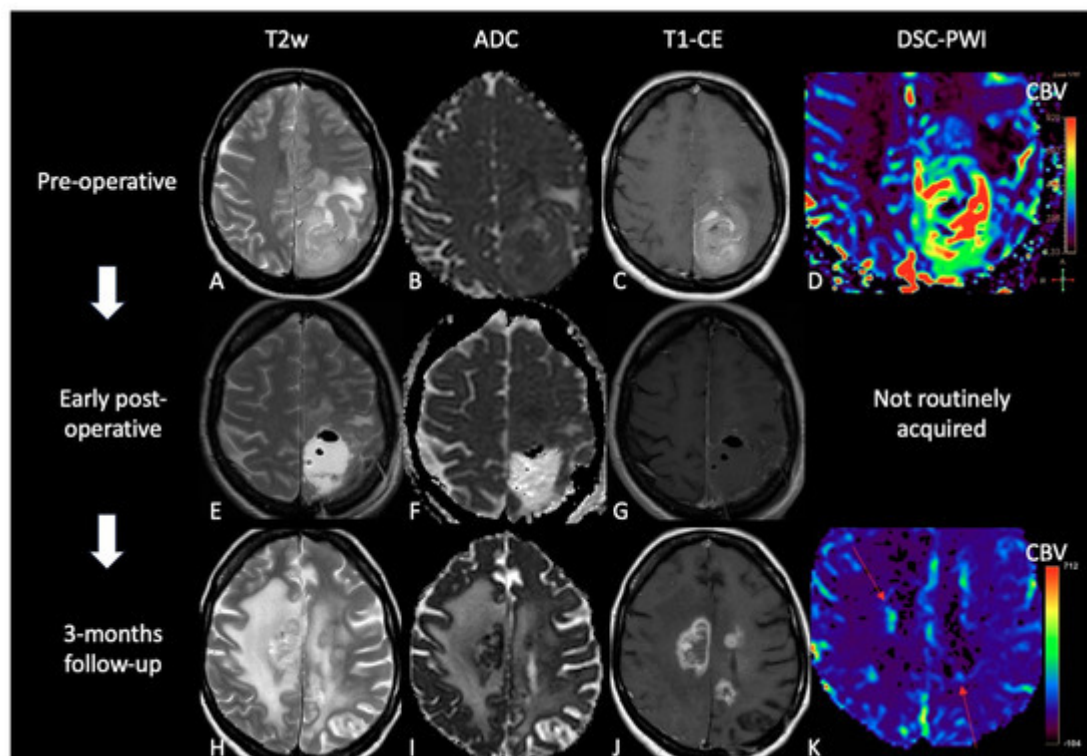 T2w ADC T1-CE DSC-PWI
CBV
Pre-operative
A B C D
Early post-
operative
Not routinely
acquired
E F G
CBV
712
3-months
follow-up
H I J K